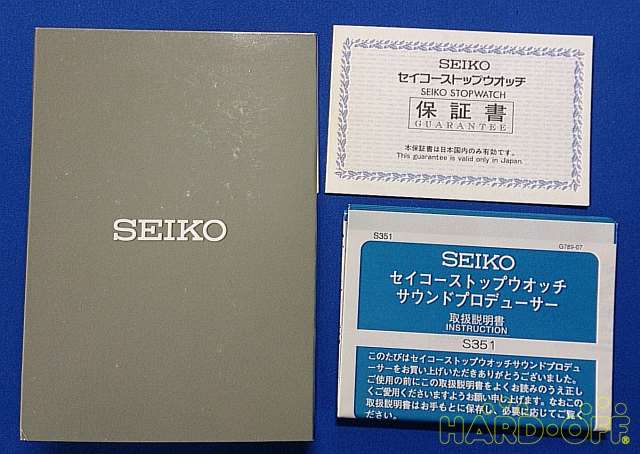 SEIKO
SEIKO
セイコーストップウオッチ
SEIKO STOPWATCH
保証書
GUARANTEE
本保証書は日本国内のみ有効です。
This guarantee is valid only in Japan.
S351
G789-07
SEIKO
セイコーストップウオッチ
サウンドプロデューサー
取扱説明書
INSTRUCTION
S351
このたびはセイコーストップウオッチサウンドプロデュ
ーサーをお買い上げいただきありがとうございました。
ご使用の前にこの取扱説明書をよくお読みのうえ正し
くご愛用くださいますようお願い申し上げます。なおこの
取扱説明書はお手もとに保存し、必要に応じてご覧く
ださい。
HARD-OFF